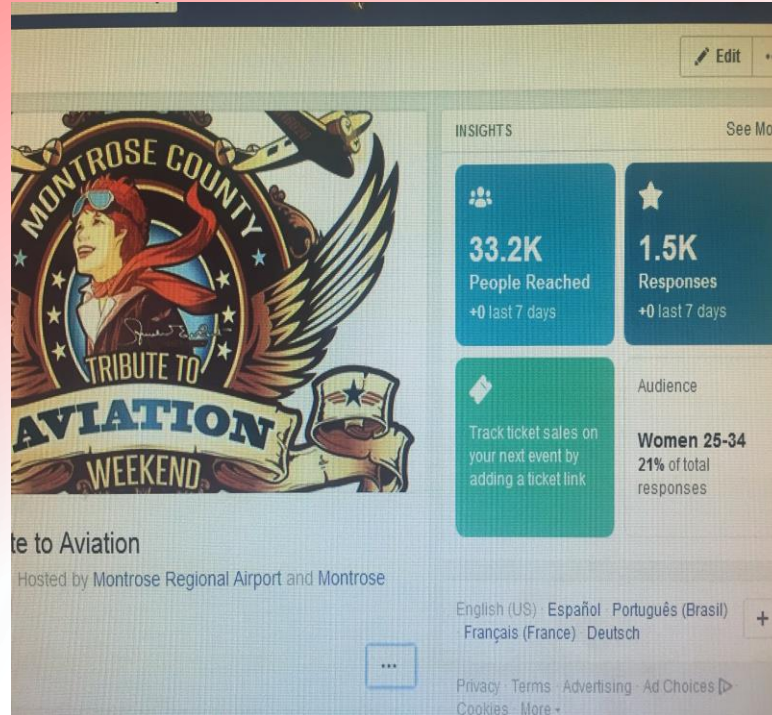 Edit
MONTROSE COUNTY
TRIBUTE TO
AVIATION
WEEKEND
te to Aviation
Hosted by Montrose Regional Airport and Montrose
INSIGHTS
See Mo
33.2K
People Reached
+0 last 7 days
1.5K
Responses
+0 last 7 days
Track ticket sales on
your next event by
adding a ticket link
Audience
Women 25-34
21% of total
responses
English (US) · Español · Português (Brasil)
· Français (France) · Deutsch
Privacy · Terms · Advertising · Ad Choices
Cookies · More